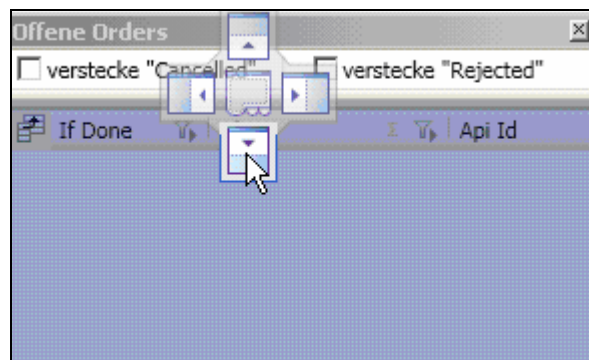 Offene Orders
verstecke "Cancelled" verstecke "Rejected"
If Done Σ Api Id